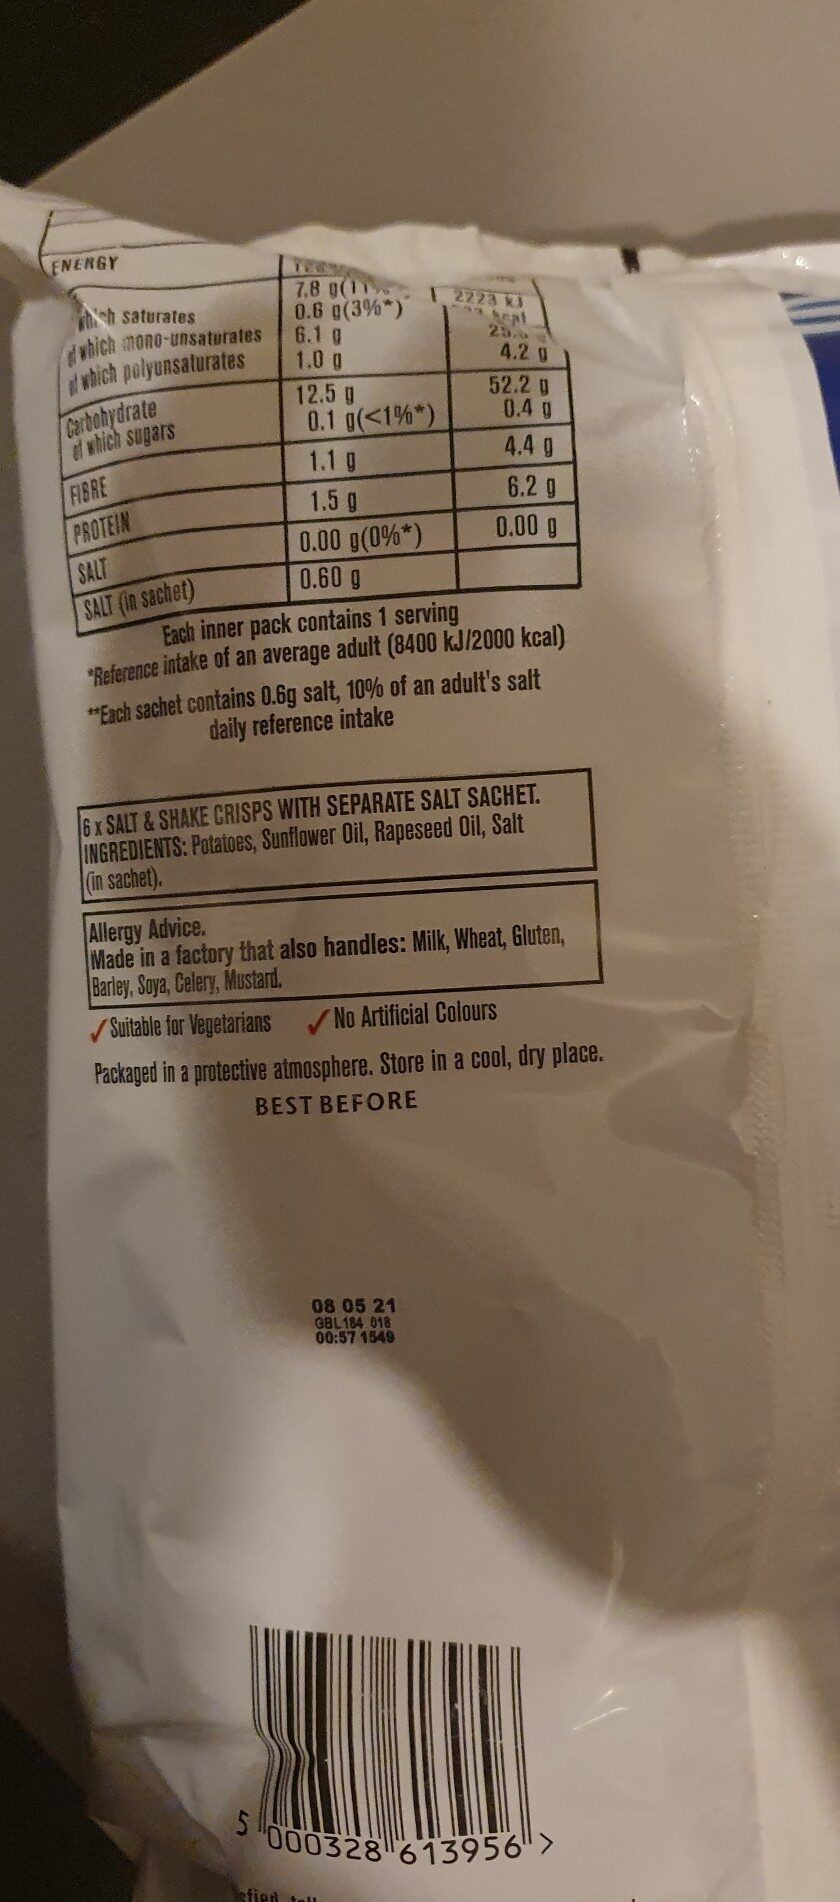 ENERGY
7.8 g
2223 kJ
saturates 0.6 g(3%*)
of which mono-unsaturates 6.1 g
of which polyunsaturates 1.0 g 4.2 g
Carbohydrate 12.5 g 52.2 g
of which sugars 0.1 g(<1%*) 0.4 g
FIBRE 1.1 g 4.4 g
PROTEIN 1.5 g 6.2 g
SALT 0.00 g(0%*) 0.00 g
SALT (in sachet) 0.60 g
Each inner pack contains 1 serving
*Reference intake of an average adult (8400 kJ/2000 kcal)
**Each sachet contains 0.6g salt, 10% of an adult's salt
daily reference intake
6 x SALT & SHAKE CRISPS WITH SEPARATE SALT SACHET.
INGREDIENTS: Potatoes, Sunflower Oil, Rapeseed Oil, Salt
(in sachet).
Allergy Advice.
Made in a factory that also handles: Milk, Wheat, Gluten,
Barley, Soya, Celery, Mustard.
✓ Suitable for Vegetarians ✓ No Artificial Colours
Packaged in a protective atmosphere. Store in a cool, dry place.
BEST BEFORE
08 05 21
GBL 184 018
00:57 1549
5 000328 613956 >